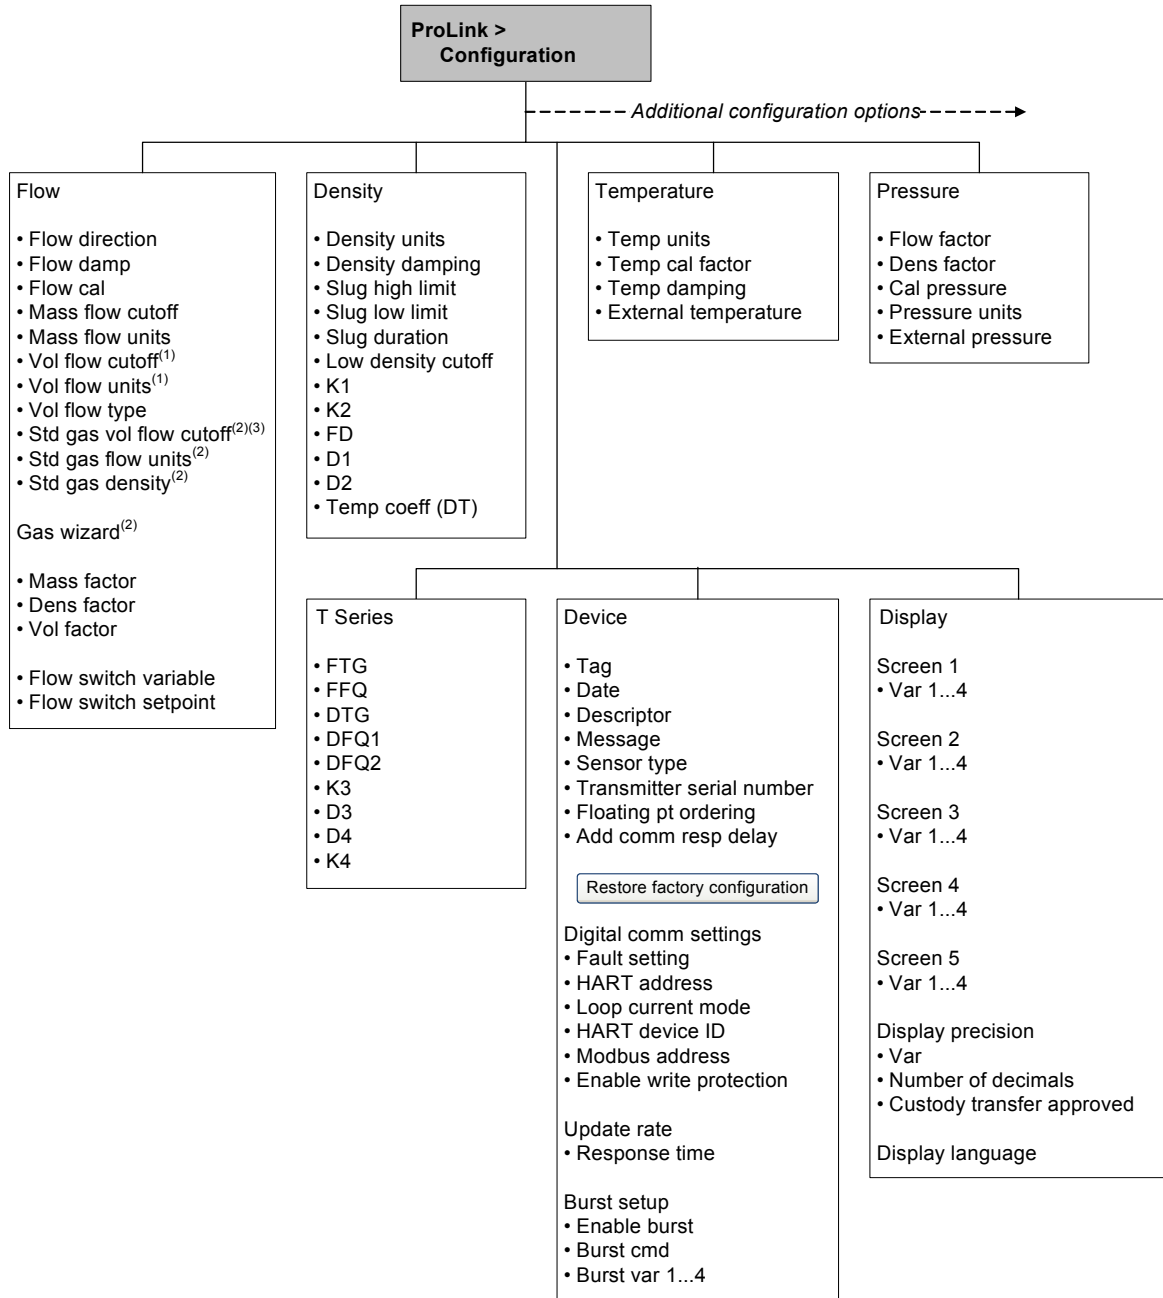 ProLink >
Configuration
Additional configuration options
Flow
• Flow direction
• Flow damp
• Flow cal
• Mass flow cutoff
• Mass flow units
• Vol flow cutoff(1)
• Vol flow units(1)
• Vol flow type
• Std gas vol flow cutoff(2)(3)
• Std gas flow units(2)
• Std gas density(2)
Gas wizard(2)
• Mass factor
• Dens factor
• Vol factor
• Flow switch variable
• Flow switch setpoint
Density
• Density units
• Density damping
• Slug high limit
• Slug low limit
• Slug duration
• Low density cutoff
• K1
• K2
• FD
• D1
• D2
• Temp coeff (DT)
Temperature
• Temp units
• Temp cal factor
• Temp damping
• External temperature
Pressure
• Flow factor
• Dens factor
• Cal pressure
• Pressure units
• External pressure
T Series
• FTG
• FFQ
• DTG
• DFQ1
• DFQ2
• K3
• D3
• D4
• K4
Device
• Tag
• Date
• Descriptor
• Message
• Sensor type
• Transmitter serial number
• Floating pt ordering
• Add comm resp delay
Restore factory configuration
Digital comm settings
• Fault setting
• HART address
• Loop current mode
• HART device ID
• Modbus address
• Enable write protection
Update rate
• Response time
Burst setup
• Enable burst
• Burst cmd
• Burst var 1...4
Display
Screen 1
• Var 1...4
Screen 2
• Var 1...4
Screen 3
• Var 1...4
Screen 4
• Var 1...4
Screen 5
• Var 1...4
Display precision
• Var
• Number of decimals
• Custody transfer approved
Display language